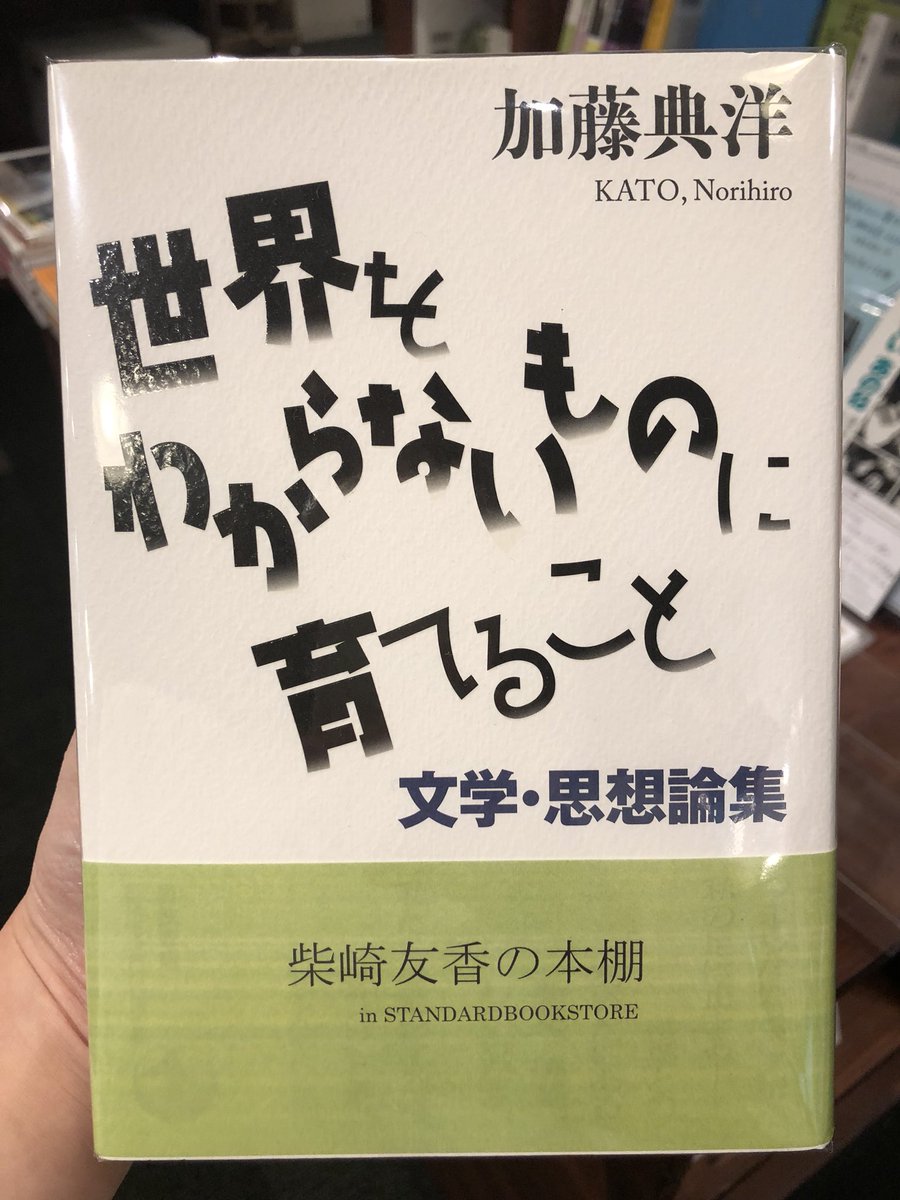 加藤典洋
KATO, Norihiro
世界を
わからないものに
育てること
文学・思想論集
柴崎友香の本棚
in STANDARDBOOKSTORE